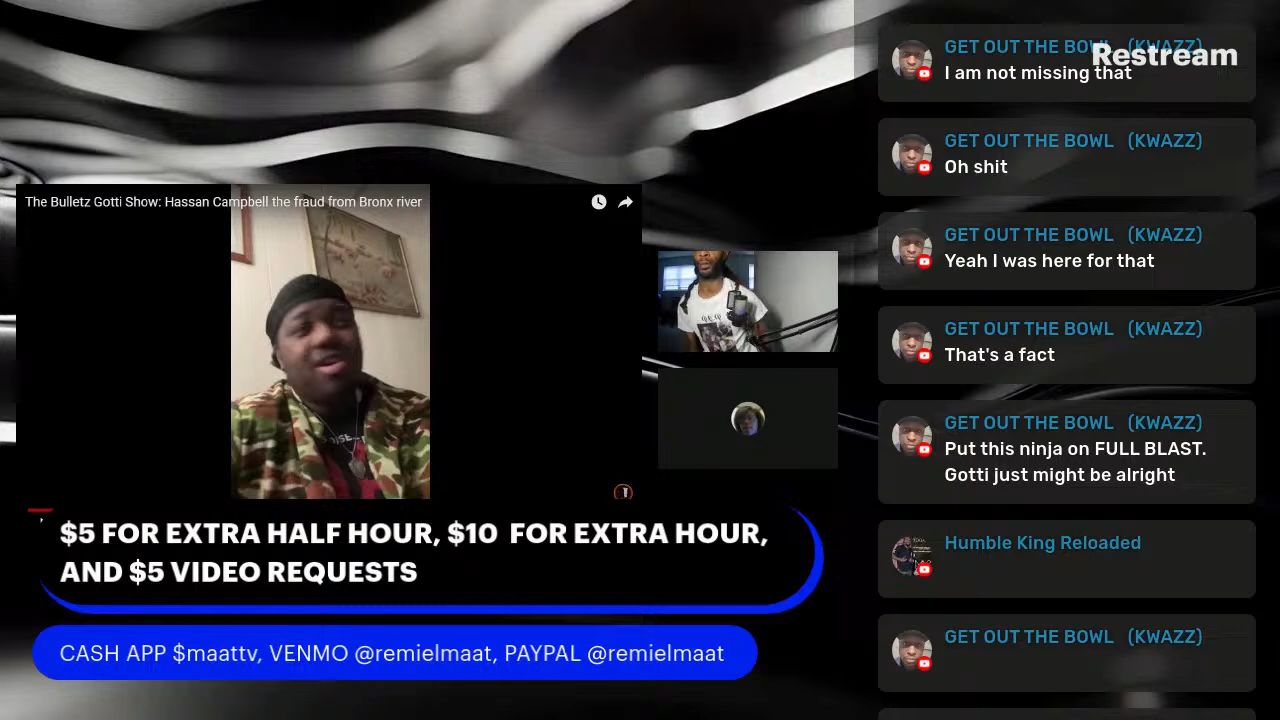 The Bulletz Gotti Show: Hassan Campbell the fraud from Bronx river
$5 FOR EXTRA HALF HOUR, $10 FOR EXTRA HOUR,
AND $5 VIDEO REQUESTS
CASH APP $maattv, VENMO @remielmaat, PAYPAL @remielmaat
Restream
GET OUT THE BOWL (KWAZZ)
I am not missing that
GET OUT THE BOWL (KWAZZ)
Oh shit
GET OUT THE BOWL (KWAZZ)
Yeah I was here for that
GET OUT THE BOWL (KWAZZ)
That's a fact
GET OUT THE BOWL (KWAZZ)
Put this ninja on FULL BLAST.
Gotti just might be alright
Humble King Reloaded
GET OUT THE BOWL (KWAZZ)